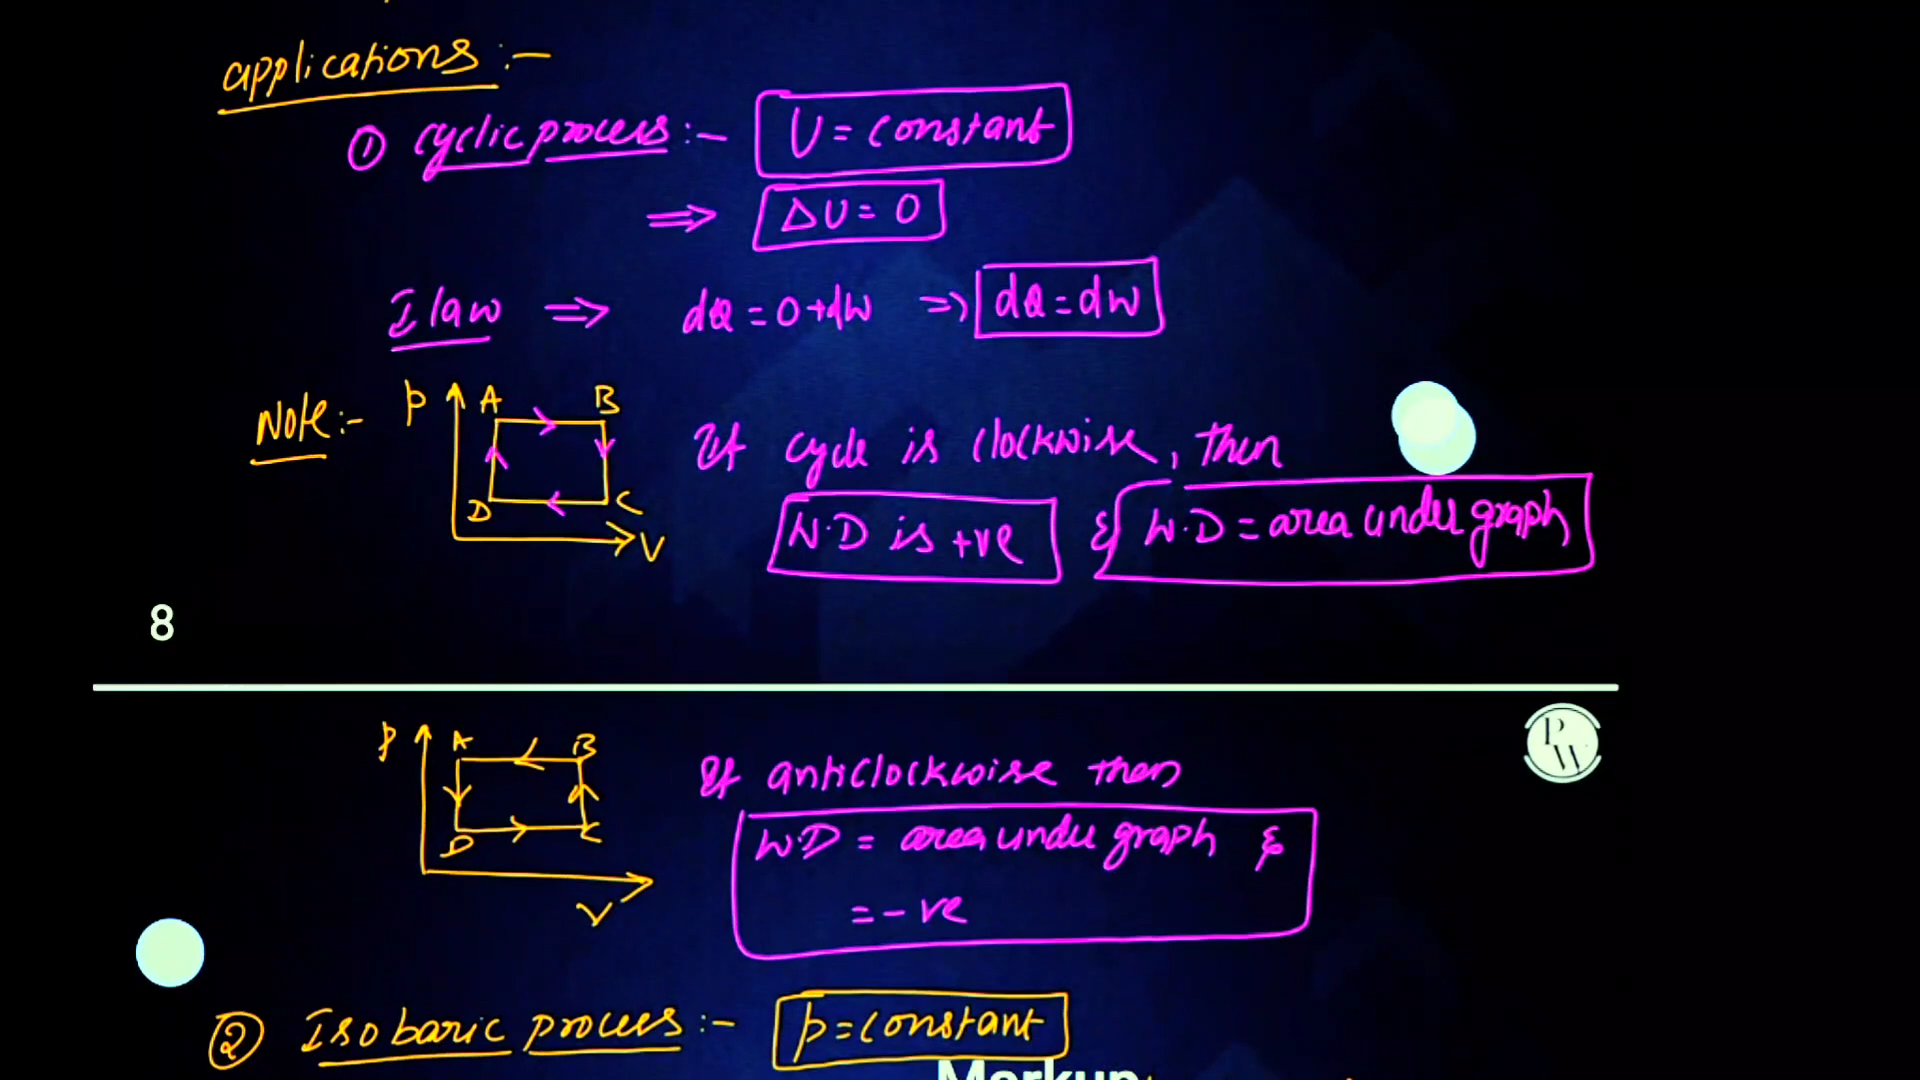 applications :-
① cyclic process :- U = constant
⇒ ΔU = 0
I law ⇒ dQ = 0 + dW ⇒ dQ = dW
Note :- p A B If cycle is clockwise, then
D C V W.D is +ve & W.D = area under graph
8
PW
p A B If anticlockwise then
D C W.D = area under graph &
V = -ve
② Isobaric process :- p = constant